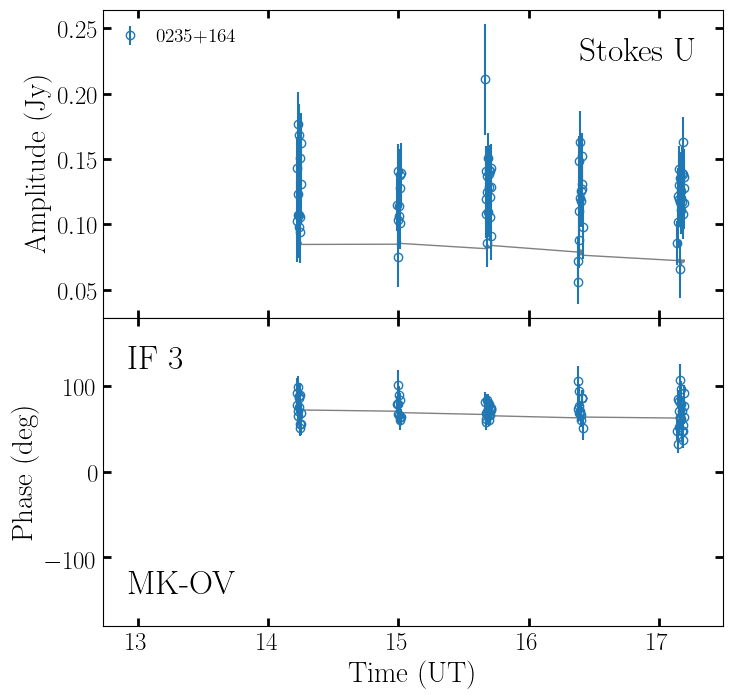 0235+164
Stokes U
0.25
0.20
0.15
0.10
0.05
Amplitude (Jy)
IF 3
100
0
−100
Phase (deg)
MK-OV
13 14 15 16 17
Time (UT)